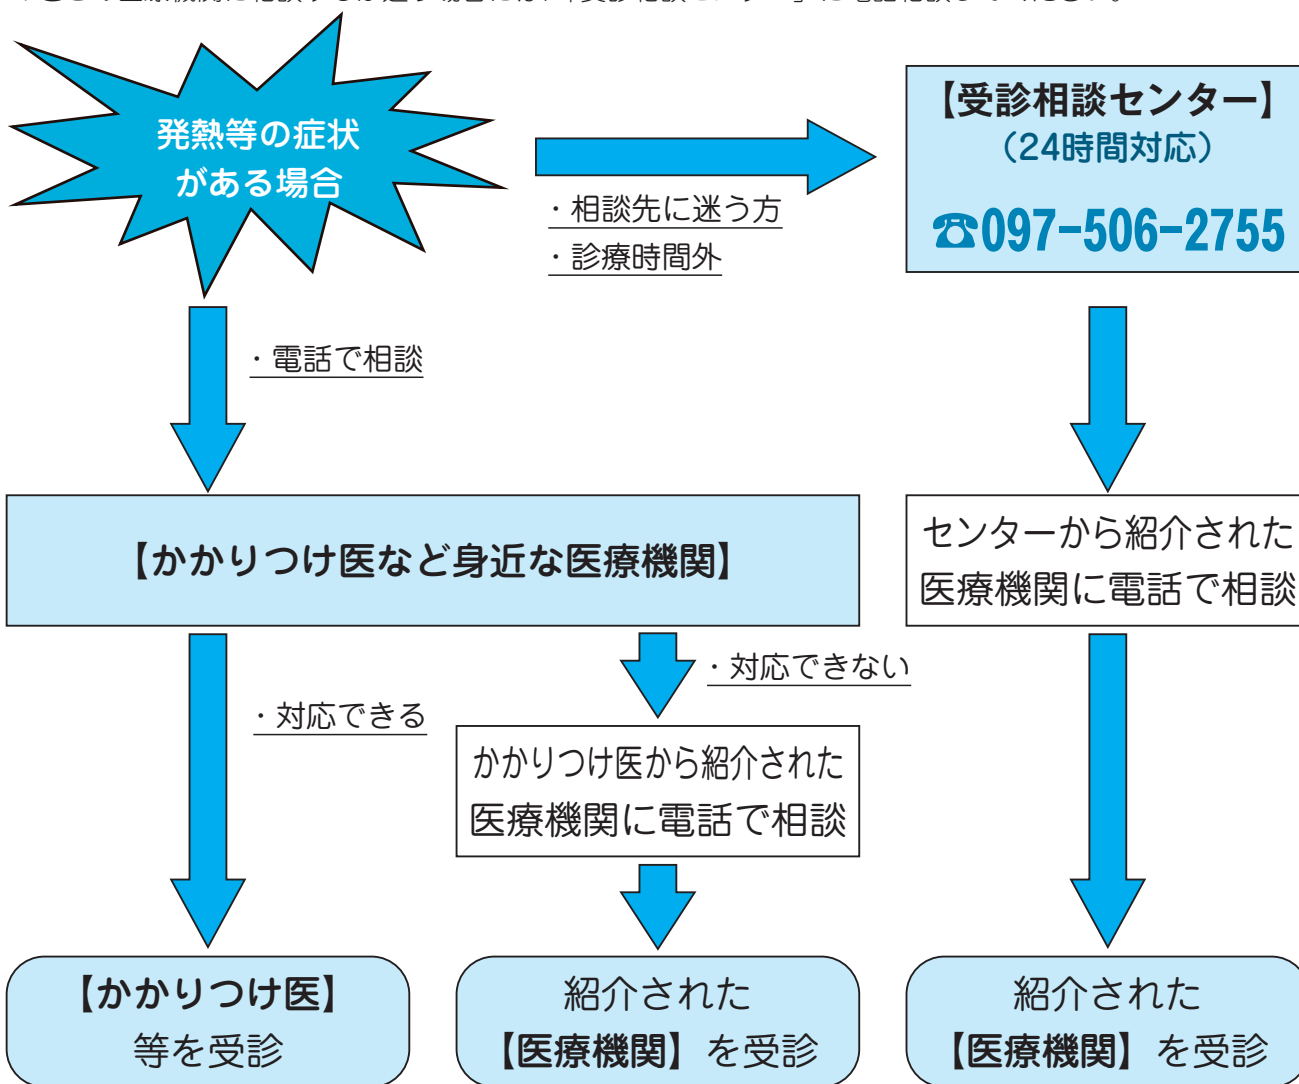 発熱等の症状
がある場合
・相談先に迷う方
・診療時間外
【受診相談センター】
（24時間対応）
☎097-506-2755
・電話で相談
【かかりつけ医など身近な医療機関】
センターから紹介された
医療機関に電話で相談
・対応できる
・対応できない
かかりつけ医から紹介された
医療機関に電話で相談
【かかりつけ医】
等を受診
紹介された
【医療機関】を受診
紹介された
【医療機関】を受診